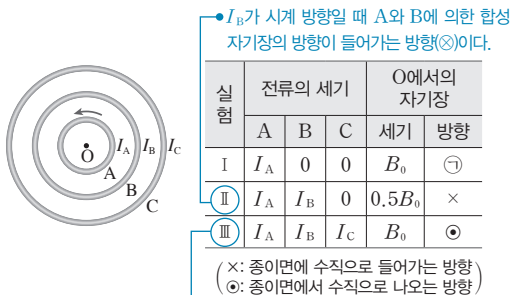 I_B가 시계 방향일 때 A와 B에 의한 합성
자기장의 방향이 들어가는 방향(⊗)이다.
실험 전류의 세기 O에서의 자기장
A B C 세기 방향
Ⅰ I_A 0 0 B_0 ㉠
Ⅱ I_A I_B 0 0.5B_0 ×
Ⅲ I_A I_B I_C B_0 ⊙
(×: 종이면에 수직으로 들어가는 방향
⊙: 종이면에서 수직으로 나오는 방향)
O I_A I_B I_C
A
B
C